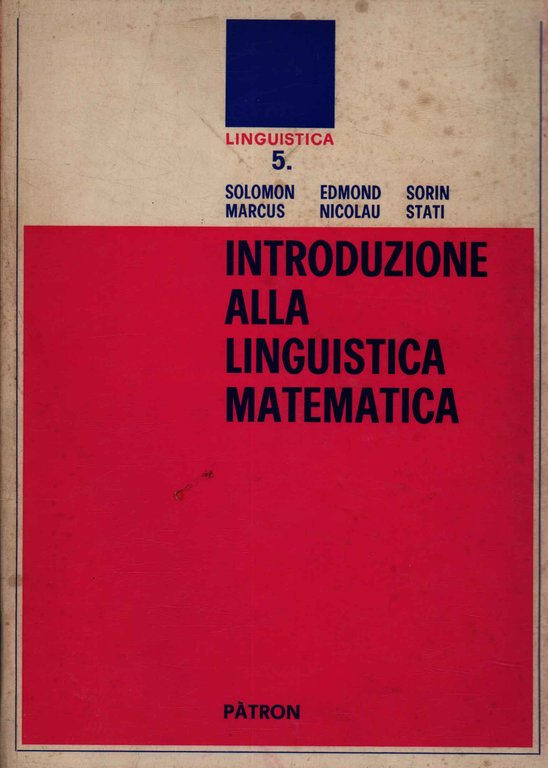 LINGUISTICA
5.
SOLOMON MARCUS
EDMOND NICOLAU
SORIN STATI
INTRODUZIONE
ALLA
LINGUISTICA
MATEMATICA
PÀTRON